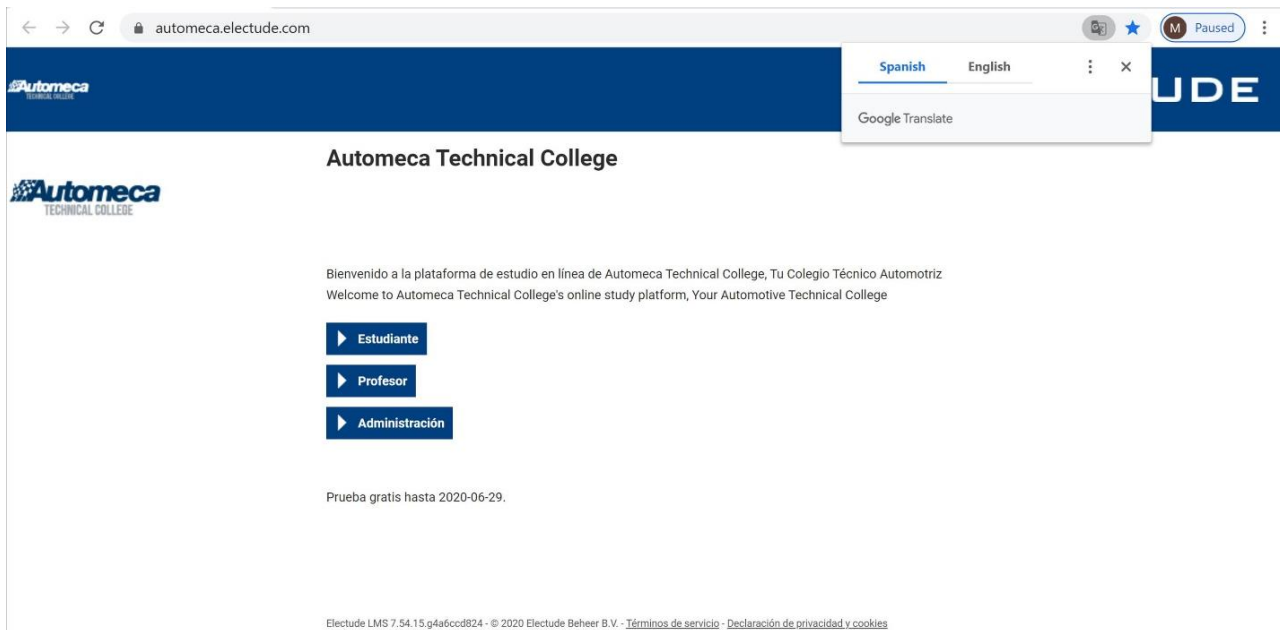 automeca.electude.com
M Paused
Spanish English
Google Translate
Automeca
TECHNICAL COLLEGE
UDE
Automeca Technical College
Automeca
TECHNICAL COLLEGE
Bienvenido a la plataforma de estudio en línea de Automeca Technical College, Tu Colegio Técnico Automotriz
Welcome to Automeca Technical College's online study platform, Your Automotive Technical College
Estudiante
Profesor
Administración
Prueba gratis hasta 2020-06-29.
Electude LMS 7.54.15.g4a6ccd824 - © 2020 Electude Beheer B.V. - Términos de servicio - Declaración de privacidad y cookies